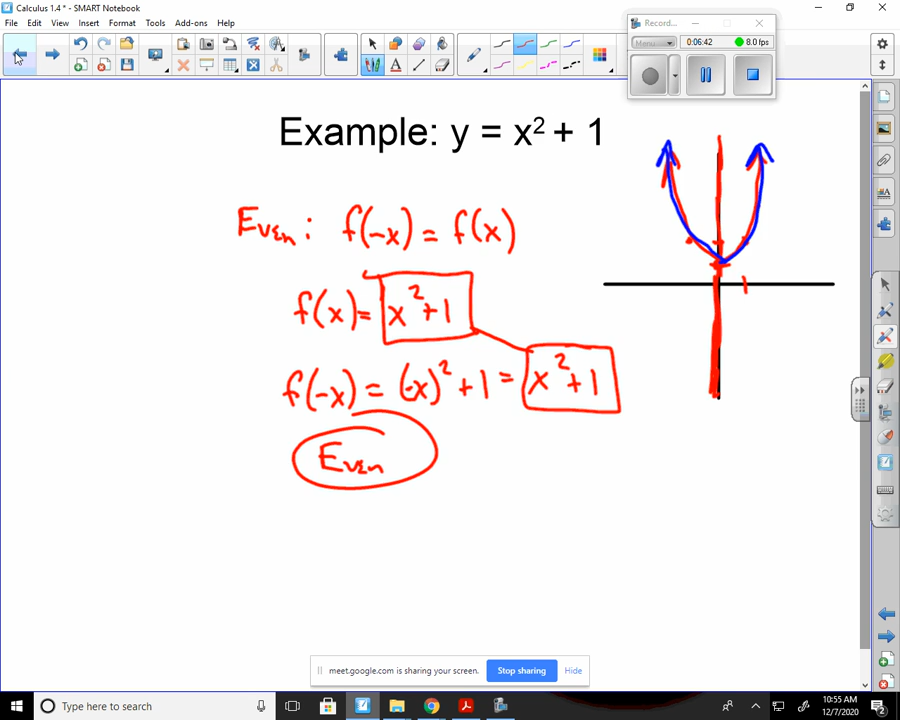 Calculus 1.4 * - SMART Notebook
File Edit View Insert Format Tools Add-ons Help
Record...
Menu 0:06:42 8.0 fps
Example: y = x² + 1
Even: f(-x) = f(x)
f(x) = x² + 1
f(-x) = (-x)² + 1 = x² + 1
Even
1
meet.google.com is sharing your screen. Stop sharing Hide
Type here to search
10:55 AM
12/7/2020
2